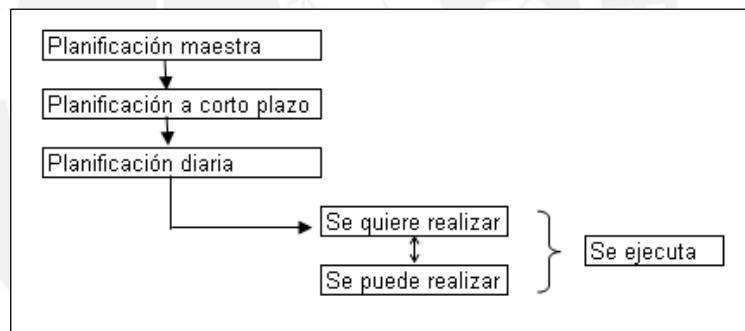 Planificación maestra
Planificación a corto plazo
Planificación diaria
Se quiere realizar
Se puede realizar
Se ejecuta